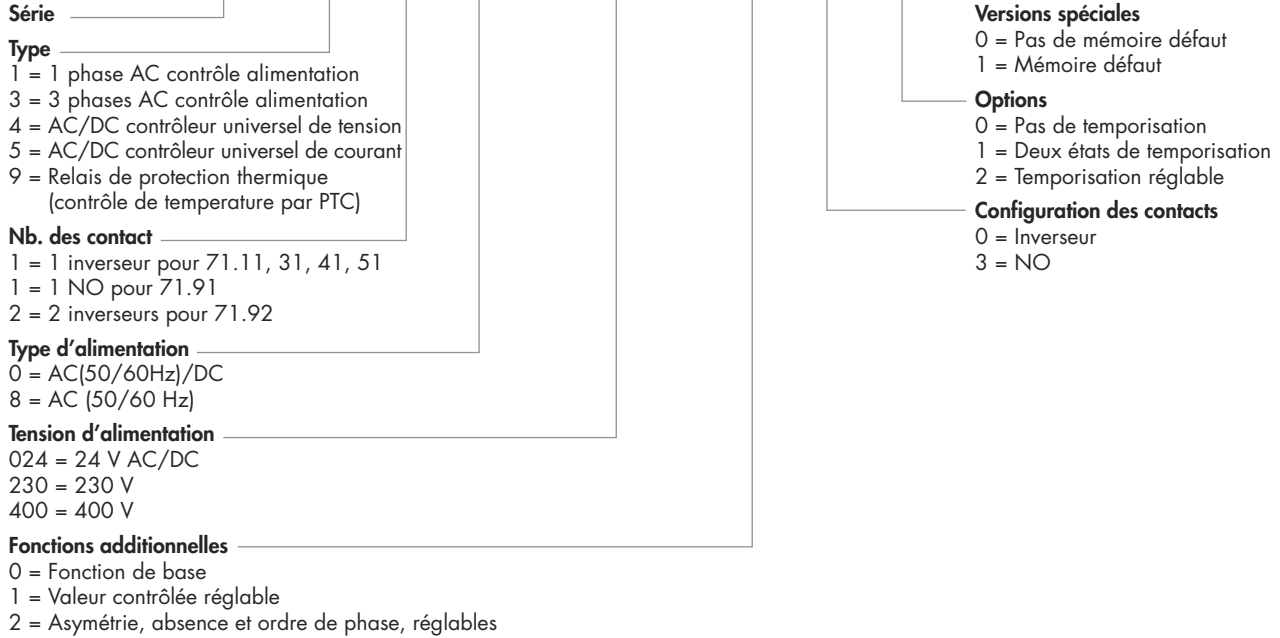 Série
Type
1 = 1 phase AC contrôle alimentation
3 = 3 phases AC contrôle alimentation
4 = AC/DC contrôleur universel de tension
5 = AC/DC contrôleur universel de courant
9 = Relais de protection thermique
(contrôle de temperature par PTC)
Nb. des contact
1 = 1 inverseur pour 71.11, 31, 41, 51
1 = 1 NO pour 71.91
2 = 2 inverseurs pour 71.92
Type d’alimentation
0 = AC(50/60Hz)/DC
8 = AC (50/60 Hz)
Tension d’alimentation
024 = 24 V AC/DC
230 = 230 V
400 = 400 V
Fonctions additionnelles
0 = Fonction de base
1 = Valeur contrôlée réglable
2 = Asymétrie, absence et ordre de phase, réglables
Versions spéciales
0 = Pas de mémoire défaut
1 = Mémoire défaut
Options
0 = Pas de temporisation
1 = Deux états de temporisation
2 = Temporisation réglable
Configuration des contacts
0 = Inverseur
3 = NO